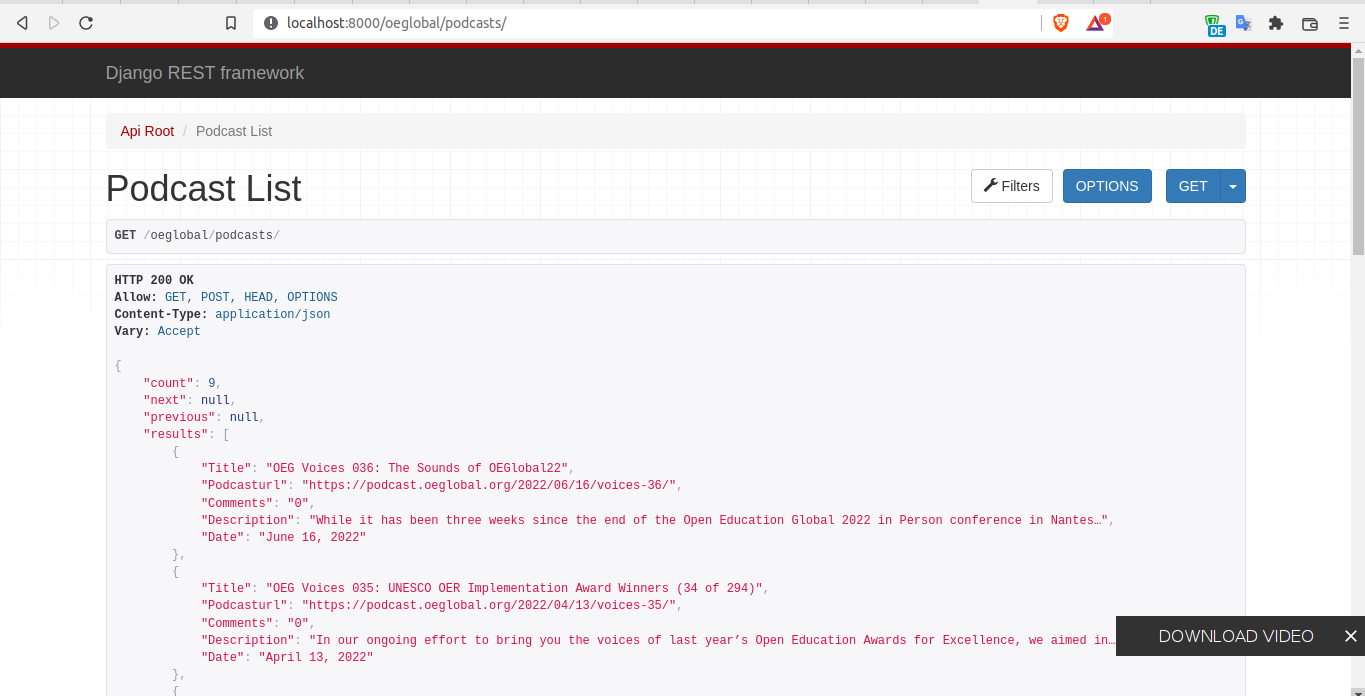 localhost:8000/oeglobal/podcasts/
1
DE
Django REST framework
Api Root / Podcast List
Podcast List
Filters
OPTIONS
GET
GET /oeglobal/podcasts/
HTTP 200 OK
Allow: GET, POST, HEAD, OPTIONS
Content-Type: application/json
Vary: Accept
{
"count": 9,
"next": null,
"previous": null,
"results": [
{
"Title": "OEG Voices 036: The Sounds of OEGlobal22",
"Podcasturl": "https://podcast.oeglobal.org/2022/06/16/voices-36/",
"Comments": "0",
"Description": "While it has been three weeks since the end of the Open Education Global 2022 in Person conference in Nantes…",
"Date": "June 16, 2022"
},
{
"Title": "OEG Voices 035: UNESCO OER Implementation Award Winners (34 of 294)",
"Podcasturl": "https://podcast.oeglobal.org/2022/04/13/voices-35/",
"Comments": "0",
"Description": "In our ongoing effort to bring you the voices of last year’s Open Education Awards for Excellence, we aimed in…
"Date": "April 13, 2022"
},
{
DOWNLOAD VIDEO